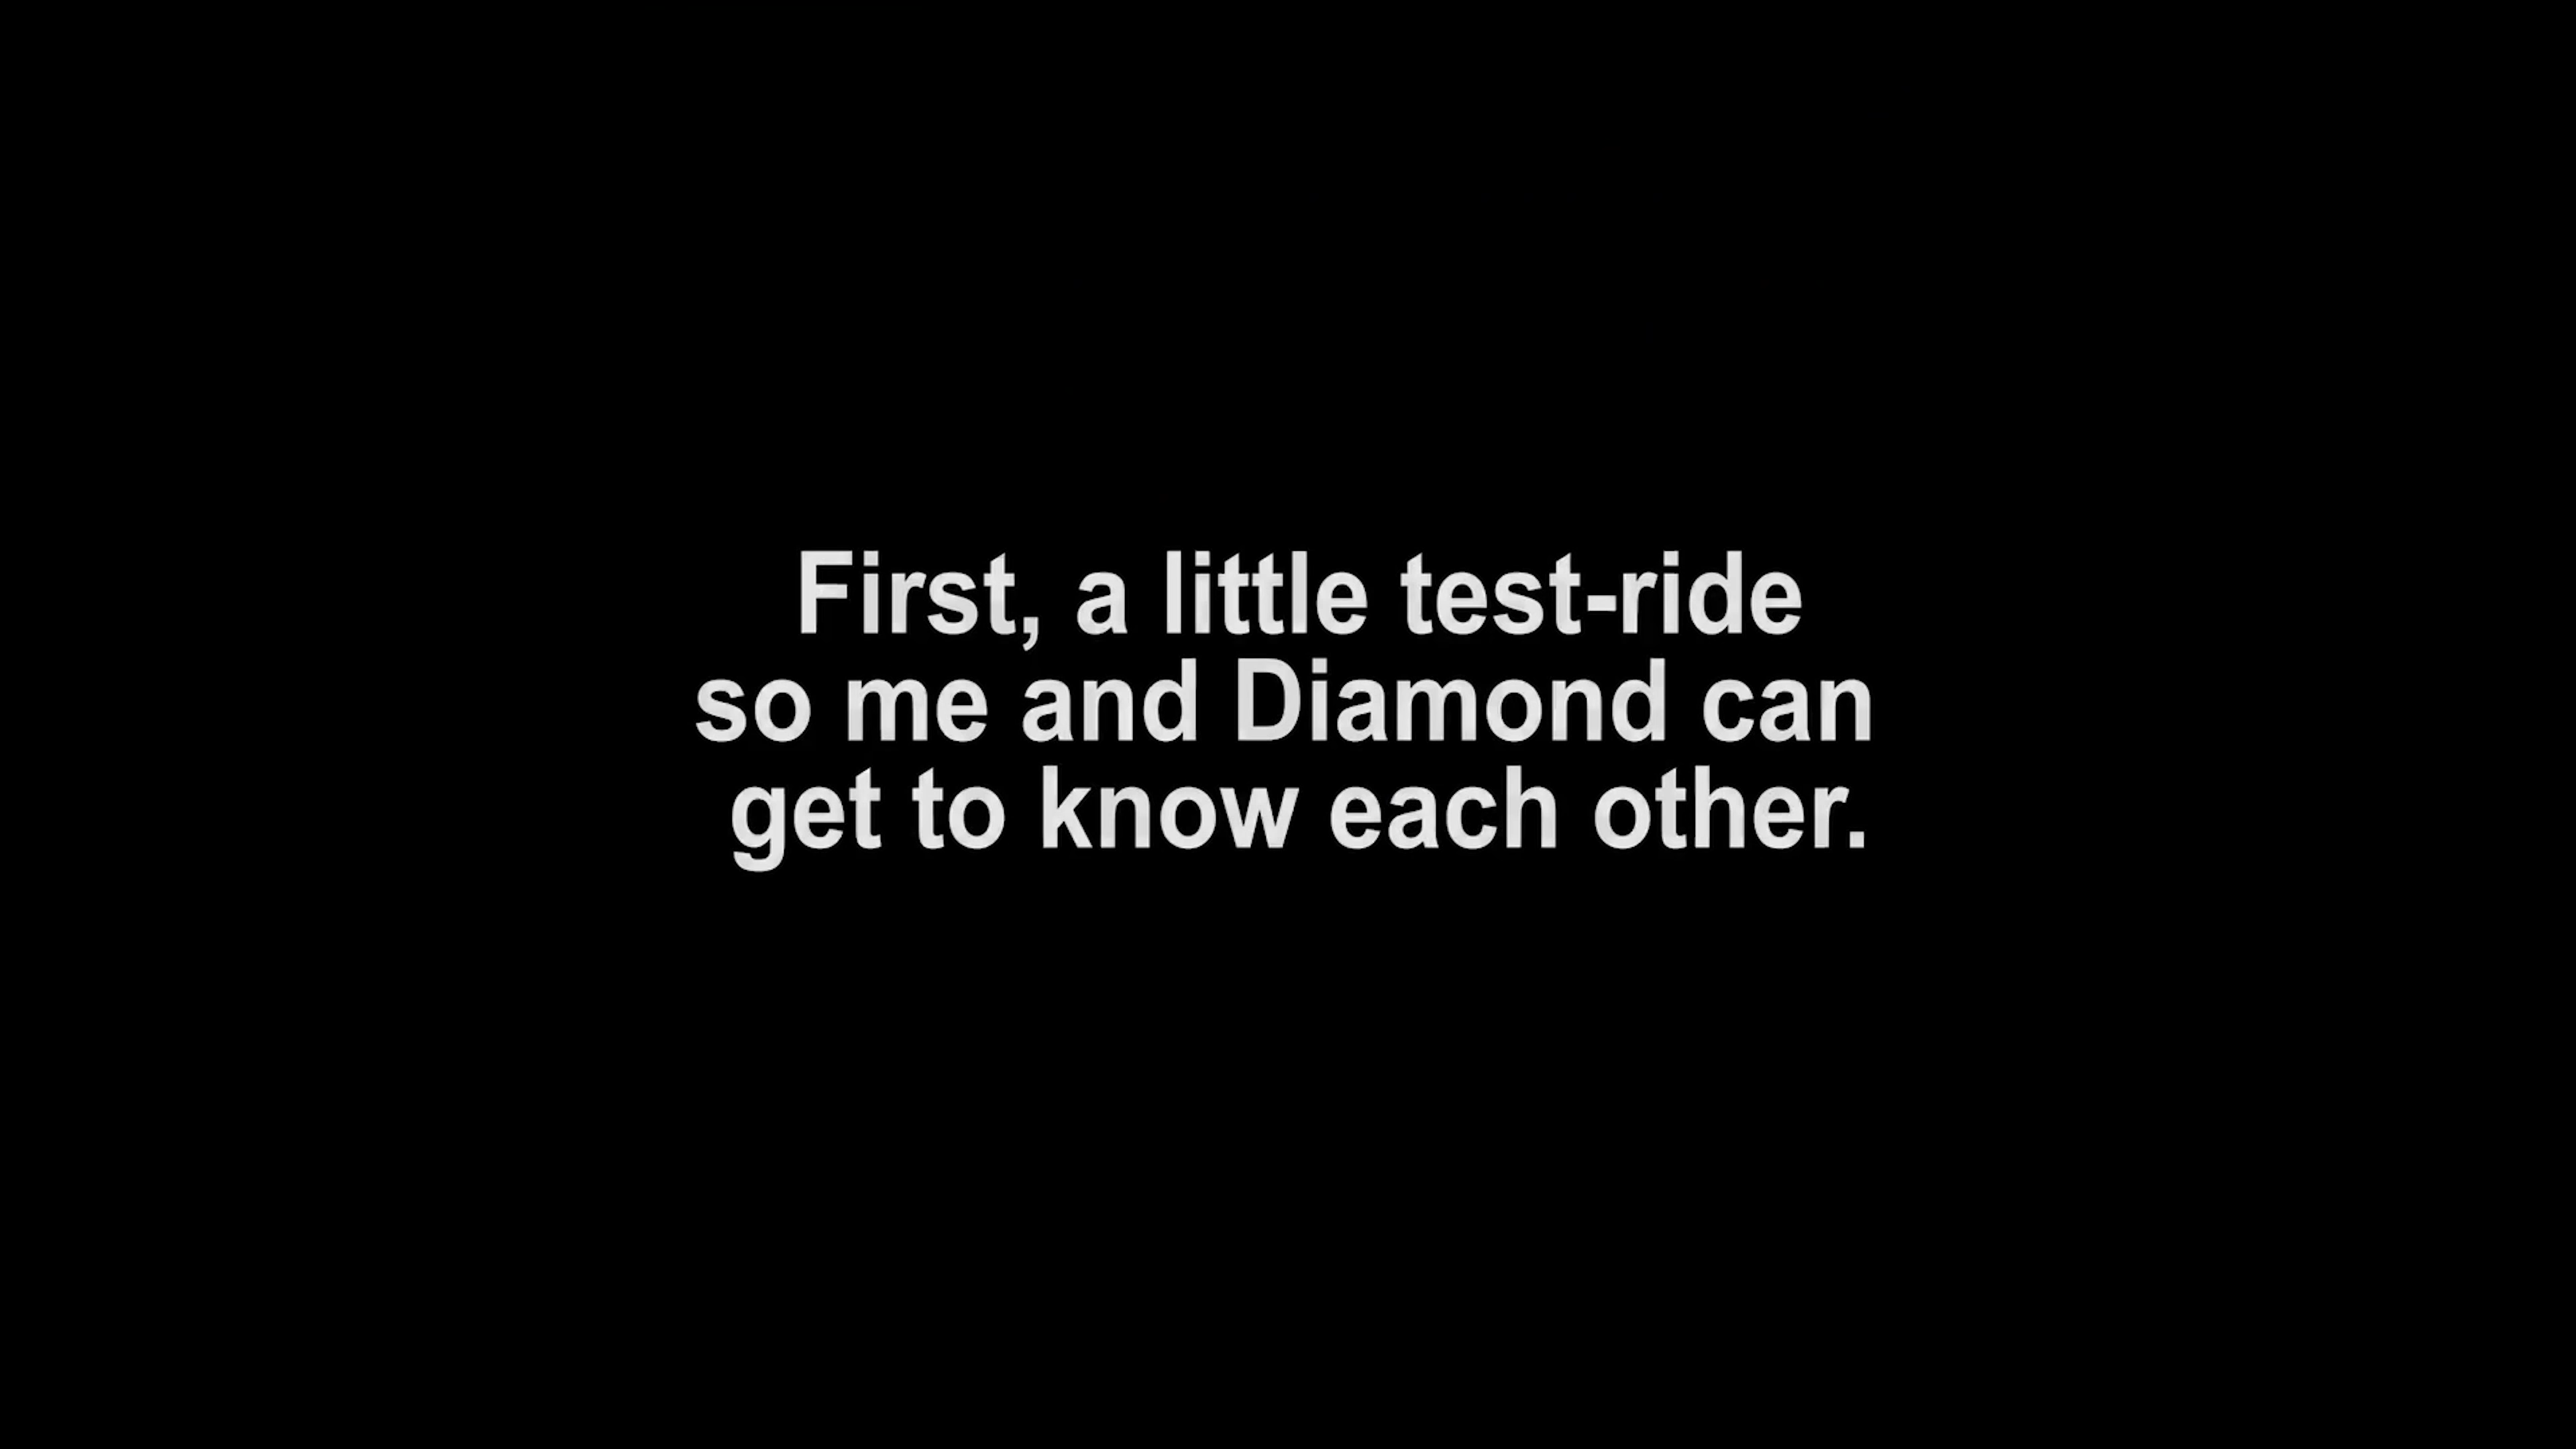 First, a little test-ride
so me and Diamond can
get to know each other.